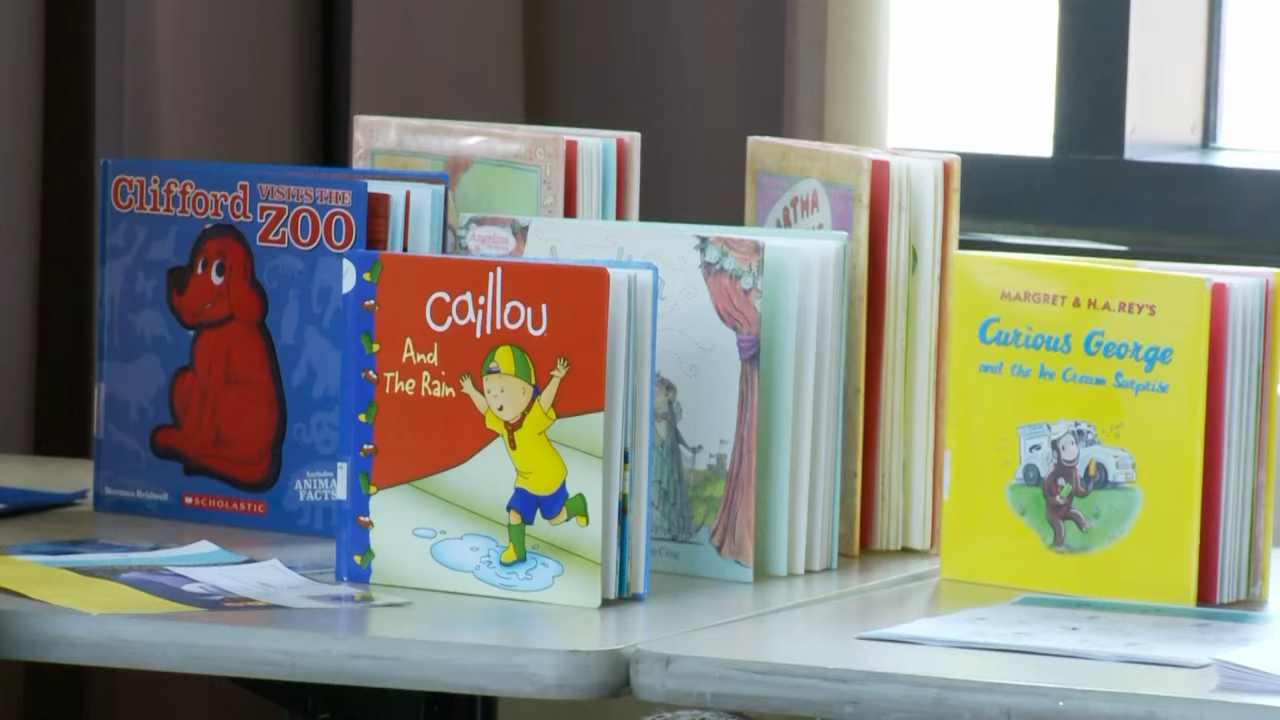 Clifford VISITS THE
ZOO
Norman Bridwell
SCHOLASTIC
Includes
ANIMAL
FACTS
Caillou
And
The Rain
Angelina
MARGRET & H.A.REY'S
Curious George
and the Ice Cream Surprise